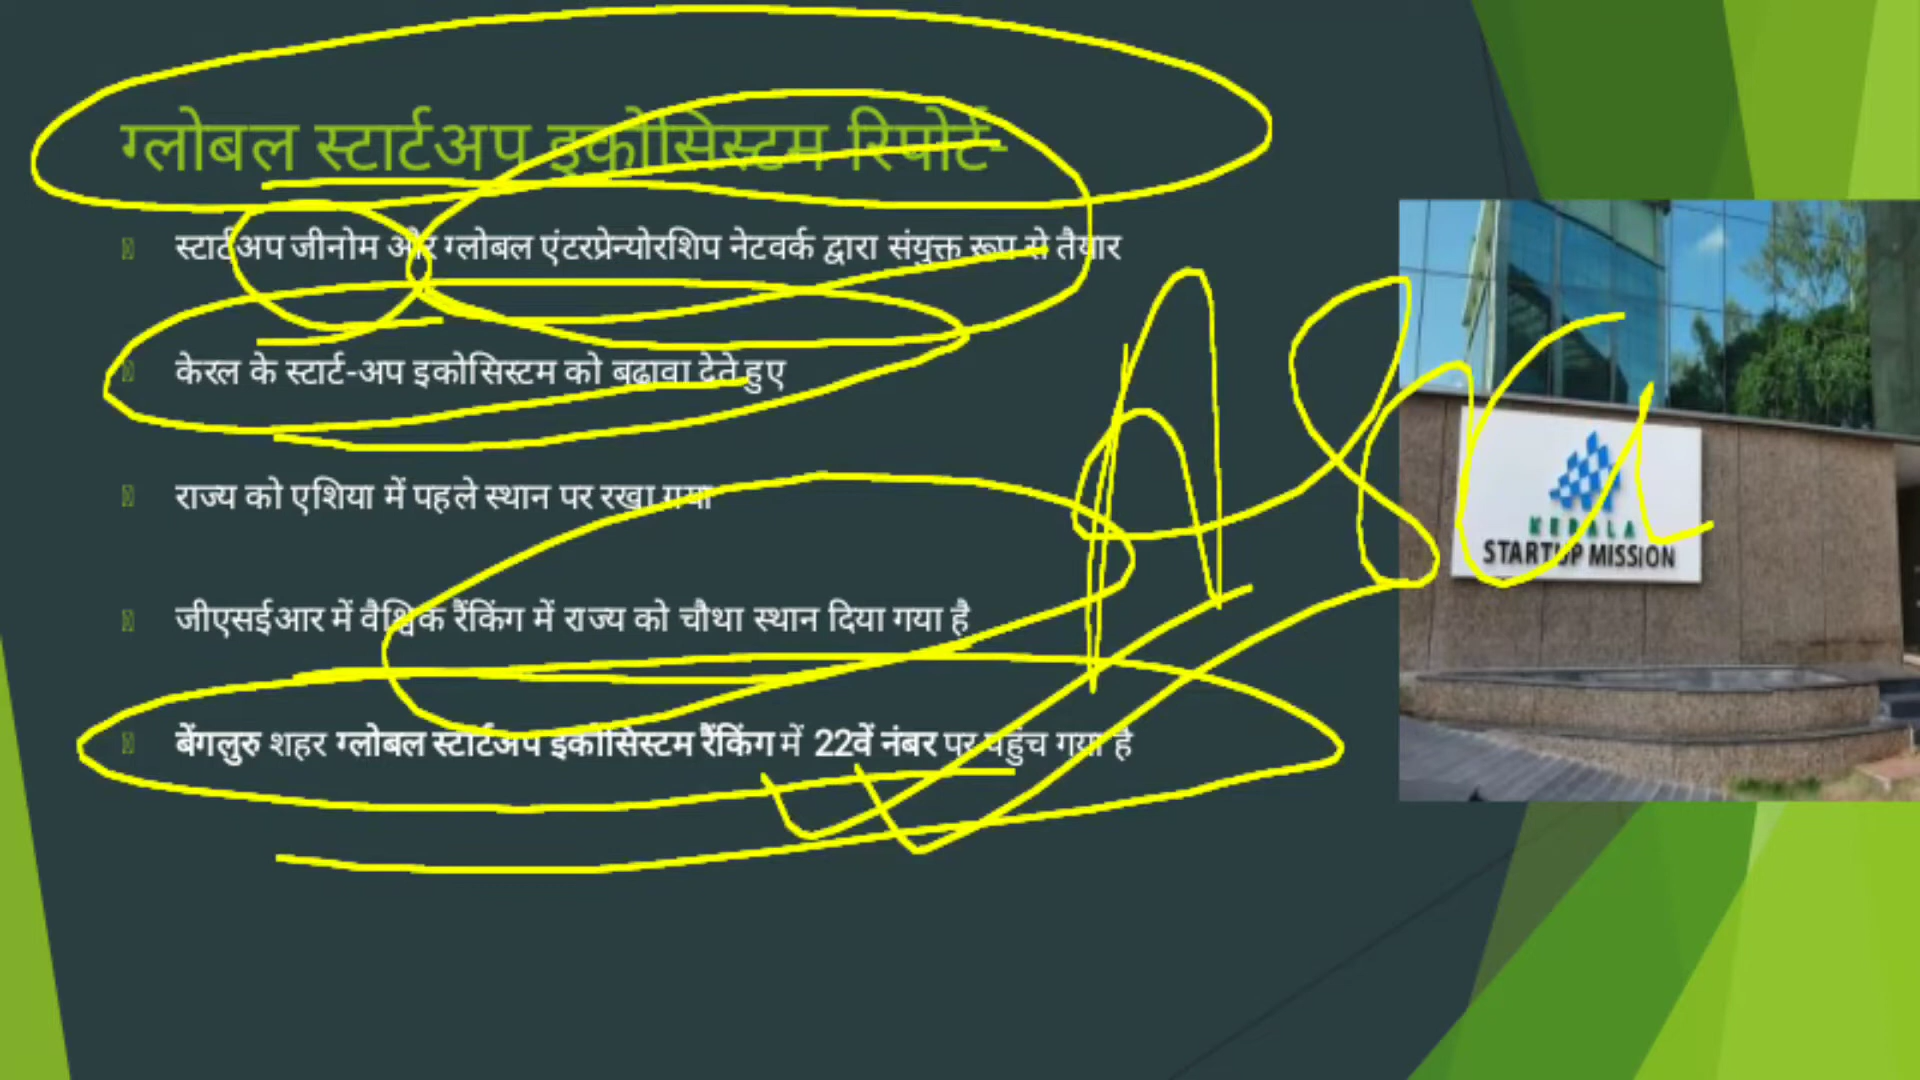 ग्लोबल स्टार्टअप इकोसिस्टम रिपोर्ट-
स्टार्टअप जीनोम और ग्लोबल एंटरप्रेन्योरशिप नेटवर्क द्वारा संयुक्त रूप से तैयार
केरल के स्टार्ट-अप इकोसिस्टम को बढ़ावा देते हुए
राज्य को एशिया में पहले स्थान पर रखा गया
जीएसईआर में वैश्विक रैंकिंग में राज्य को चौथा स्थान दिया गया है
बेंगलुरु शहर ग्लोबल स्टार्टअप इकोसिस्टम रैंकिंग में 22वें नंबर पर पहुंच गया है
KERALA
STARTUP MISSION